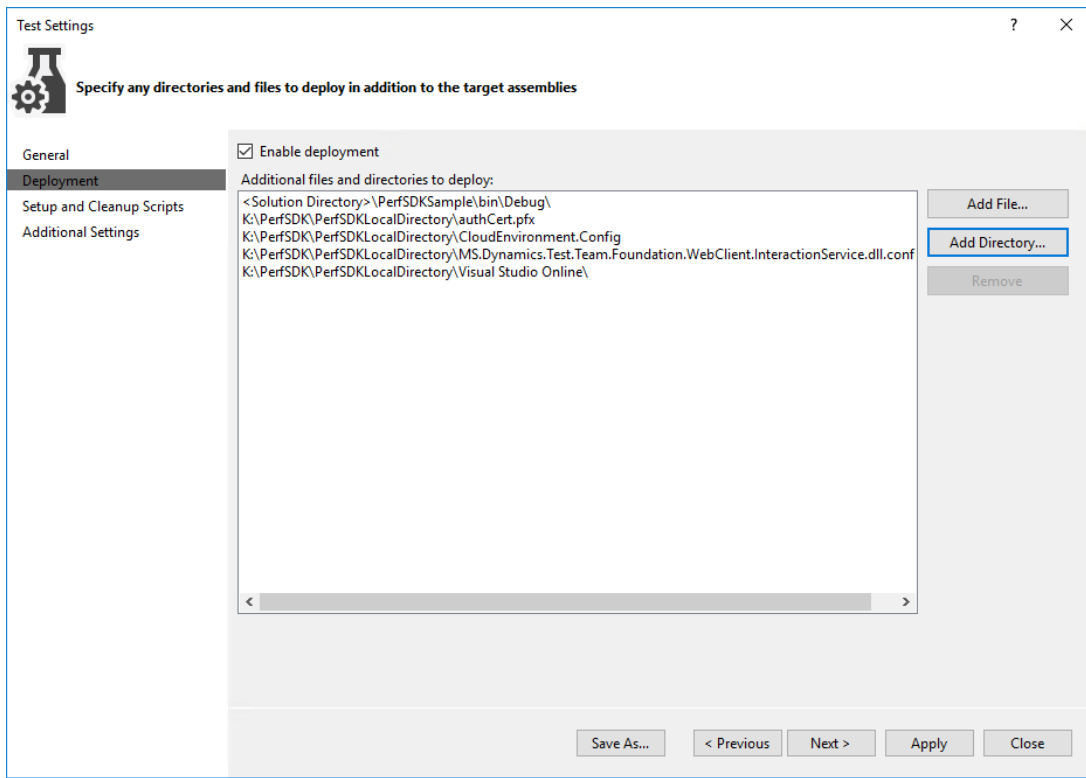 Test Settings
?
Specify any directories and files to deploy in addition to the target assemblies
General
Deployment
Setup and Cleanup Scripts
Additional Settings
Enable deployment
Additional files and directories to deploy:
<Solution Directory>\PerfSDKSample\bin\Debug\
K:\PerfSDK\PerfSDKLocalDirectory\authCert.pfx
K:\PerfSDK\PerfSDKLocalDirectory\CloudEnvironment.Config
K:\PerfSDK\PerfSDKLocalDirectory\MS.Dynamics.Test.Team.Foundation.WebClient.InteractionService.dll.conf
K:\PerfSDK\PerfSDKLocalDirectory\Visual Studio Online\
Add File...
Add Directory...
Remove
Save As...
< Previous
Next >
Apply
Close